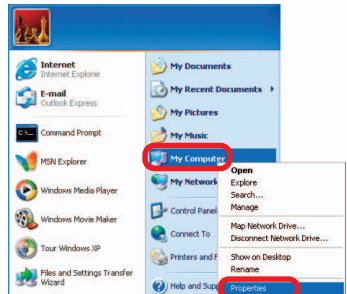 Internet
Internet Explorer
E-mail
Outlook Express
Command Prompt
MSN Explorer
Windows Media Player
Windows Movie Maker
Tour Windows XP
Files and Settings Transfer
Wizard
My Documents
My Recent Documents
My Pictures
My Music
My Computer
My Network
Control Panel
Connect To
Printers and F
Help and Supp
Open
Explore
Search...
Manage
Map Network Drive...
Disconnect Network Drive...
Show on Desktop
Rename
Properties